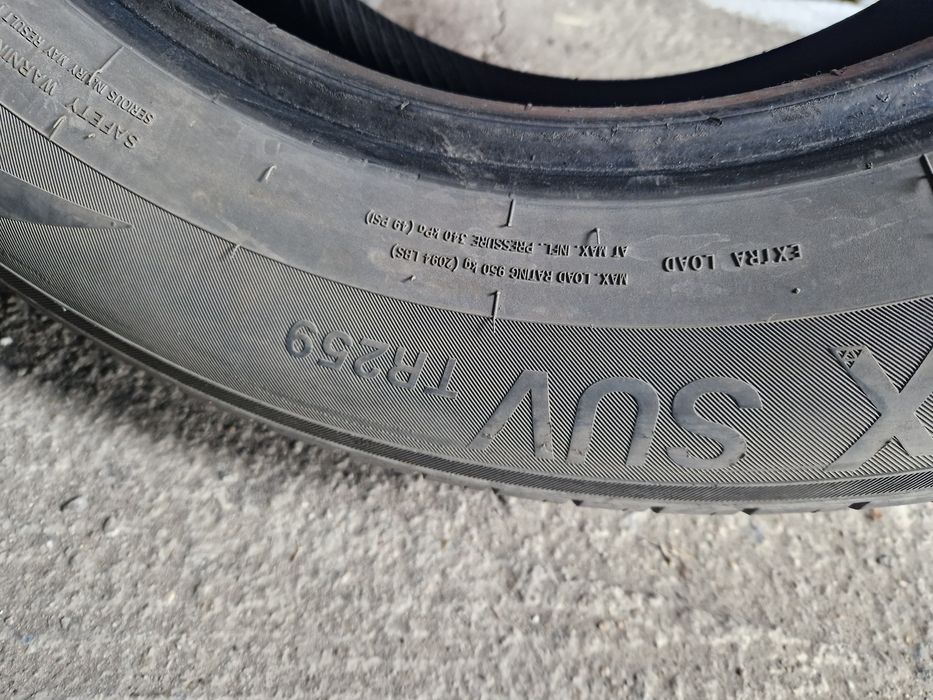 X SUV TR259
EXTRA LOAD
MAX. LOAD RATING 950 kg (2094 LBS)
AT MAX. INFL. PRESSURE 340 kPa (49 PSI)
SAFETY WARNIN
SERIOUS INJURY MAY RESULT